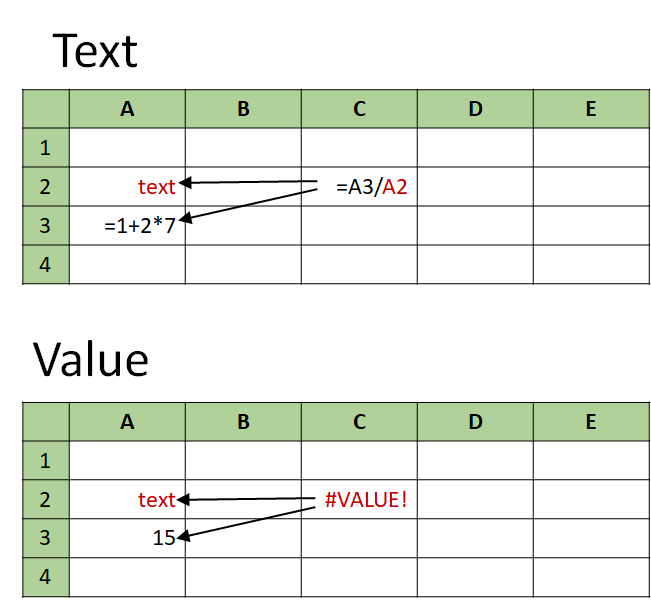 Text
A B C D E
1
2 text =A3/A2
3 =1+2*7
4
Value
A B C D E
1
2 text #VALUE!
3 15
4